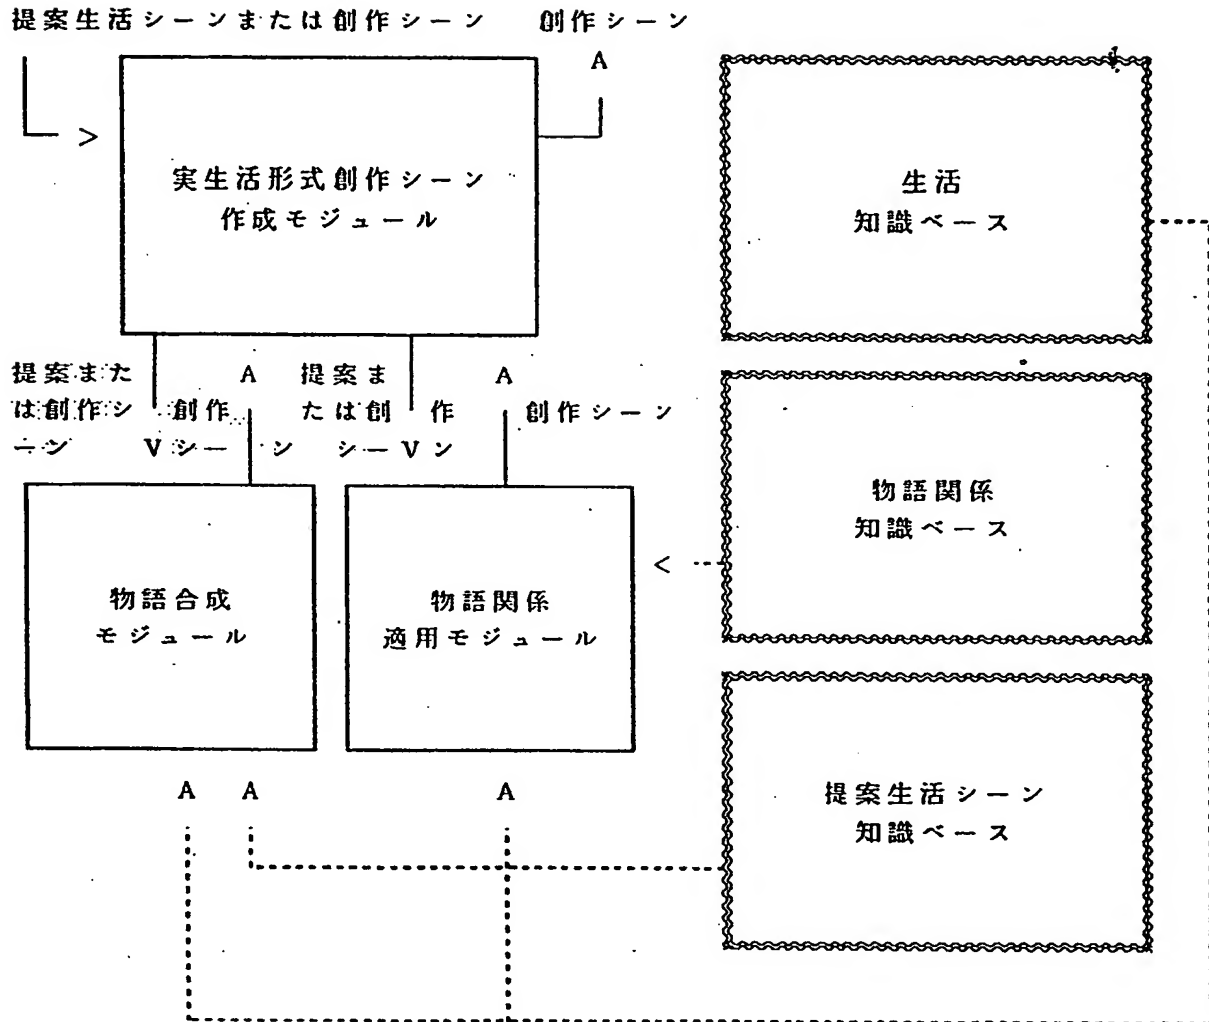 提案生活シーンまたは創作シーン
創作シーン
A
>
実生活形式創作シーン
作成モジュール
生活
知識ベース
提案また
は創作シ
ーン
V
A
創作
シーン
提案ま
たは創作
シーン
V
A
創作シーン
物語合成
モジュール
物語関係
適用モジュール
<
物語関係
知識ベース
提案生活シーン
知識ベース
A
A
A